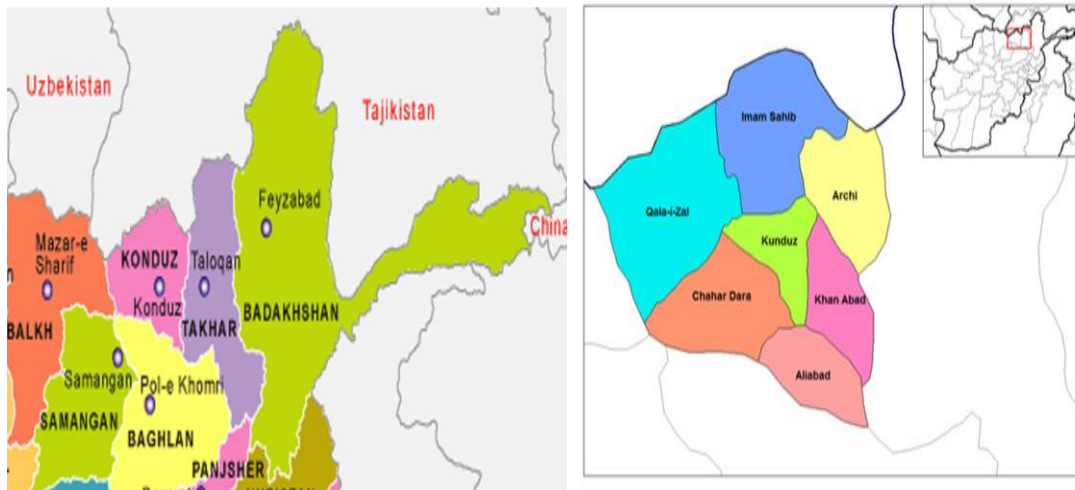 Uzbekistan
Tajikistan
Feyzabad
China
Mazar-e
Sharif
KONDUZ
Taloqan
Konduz
BALKH
TAKHAR
BADAKHSHAN
Samangan
Pol-e Khomri
SAMANGAN
BAGHLAN
PANJSHER
Imam Sahib
Archi
Qala-i-Zal
Kunduz
Chahar Dara
Khan Abad
Aliabad